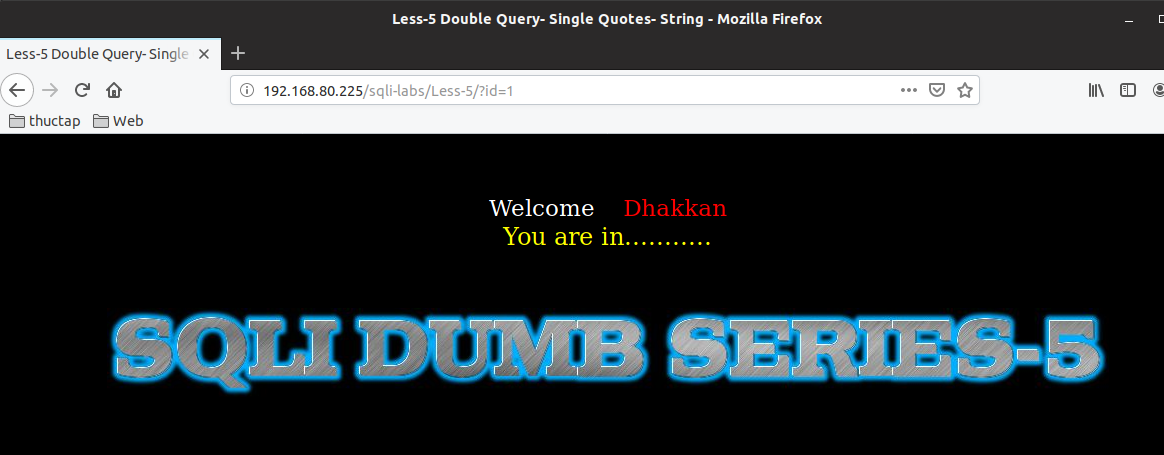 Less-5 Double Query- Single Quotes- String - Mozilla Firefox
Less-5 Double Query- Single
192.168.80.225/sqli-labs/Less-5/?id=1
thuctap Web
Welcome Dhakkan
You are in...........
SQLI DUMB SERIES-5